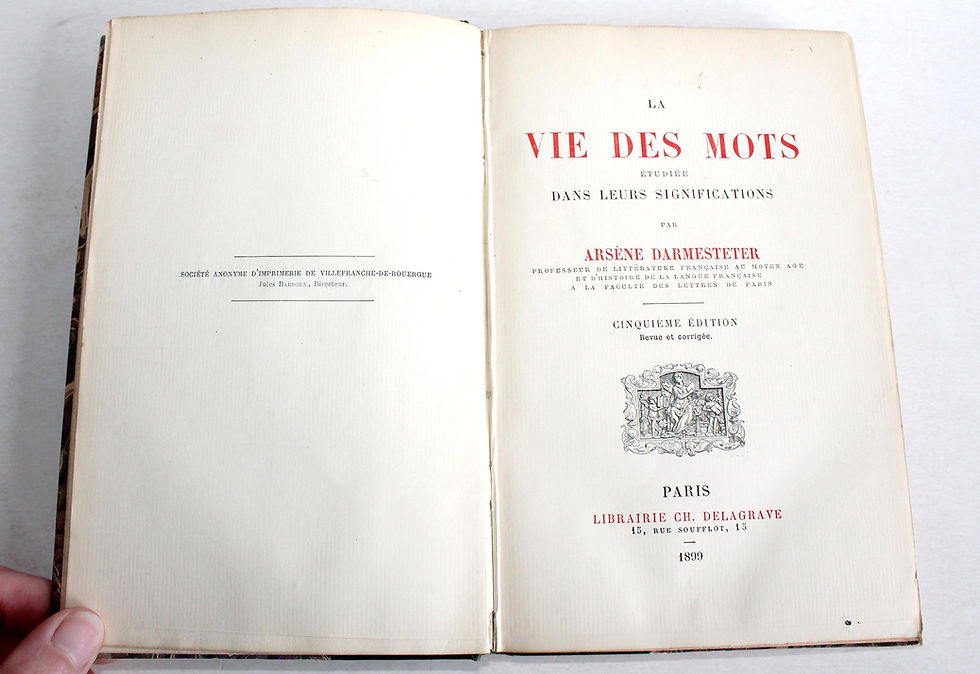 SOCIÉTÉ ANONYME D'IMPRIMERIE DE VILLEFRANCHE-DE-ROUERGUE
Jules BARDOUX, Directeur.
LA
VIE DES MOTS
ÉTUDIÉE
DANS LEURS SIGNIFICATIONS
PAR
ARSÈNE DARMESTETER
PROFESSEUR DE LITTÉRATURE FRANÇAISE AU MOYEN AGE
ET D'HISTOIRE DE LA LANGUE FRANÇAISE
A LA FACULTÉ DES LETTRES DE PARIS
CINQUIÈME ÉDITION
Revue et corrigée.
PARIS
LIBRAIRIE CH. DELAGRAVE
15, RUE SOUFFLOT, 15
1899